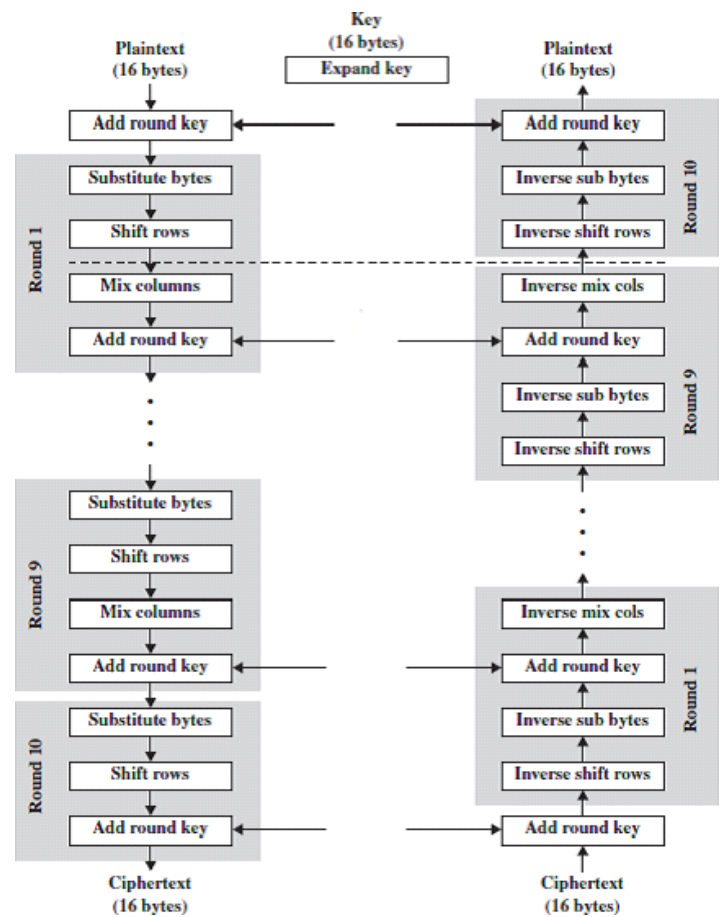 Key
(16 bytes)
Expand key
Plaintext
(16 bytes)
Add round key
Round 1
Substitute bytes
Shift rows
Mix columns
Add round key
Round 9
Substitute bytes
Shift rows
Mix columns
Add round key
Round 10
Substitute bytes
Shift rows
Add round key
Ciphertext
(16 bytes)
Plaintext
(16 bytes)
Add round key
Inverse sub bytes
Inverse shift rows
Round 10
Inverse mix cols
Add round key
Inverse sub bytes
Inverse shift rows
Round 9
Inverse mix cols
Add round key
Inverse sub bytes
Inverse shift rows
Round 1
Add round key
Ciphertext
(16 bytes)